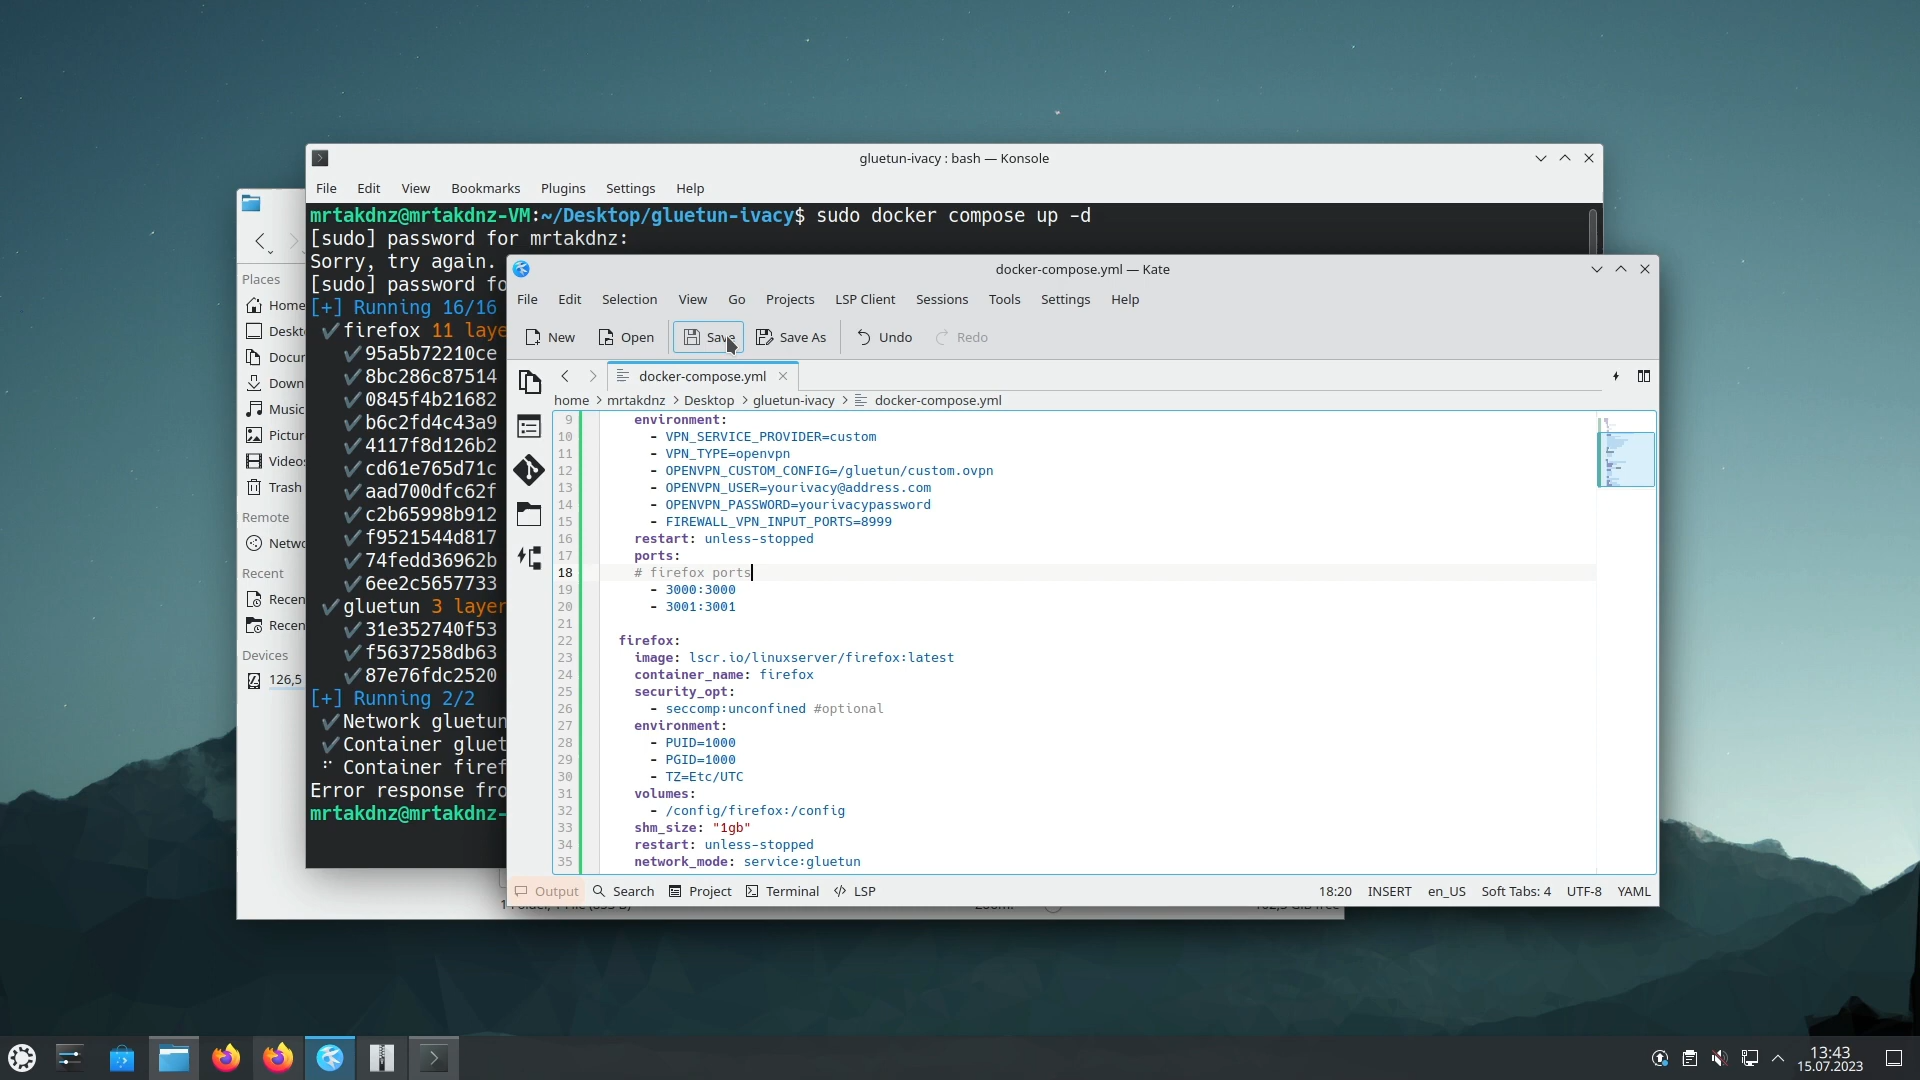 gluetun-ivacy : bash — Konsole
File Edit View Bookmarks Plugins Settings Help
mrtakdnz@mrtakdnz-VM:~/Desktop/gluetun-ivacy$ sudo docker compose up -d
[sudo] password for mrtakdnz:
Sorry, try again.
[sudo] password fo
[+] Running 16/16
✔ firefox 11 laye
✔ 95a5b72210ce
✔ 8bc286c87514
✔ 0845f4b21682
✔ b6c2fd4c43a9
✔ 4117f8d126b2
✔ cd61e765d71c
✔ aad700dfc62f
✔ c2b65998b912
✔ f9521544d817
✔ 74fedd36962b
✔ 6ee2c5657733
✔ gluetun 3 layer
✔ 31e352740f53
✔ f5637258db63
✔ 87e76fdc2520
[+] Running 2/2
✔ Network gluetun
✔ Container gluet
⠋ Container firef
Error response fro
mrtakdnz@mrtakdnz-
Places
Home
Deskt
Docur
Down
Music
Pictur
Videos
Trash
Remote
Netwo
Recent
Recen
Recen
Devices
126,5
docker-compose.yml — Kate
File Edit Selection View Go Projects LSP Client Sessions Tools Settings Help
New Open Save Save As Undo Redo
docker-compose.yml
home > mrtakdnz > Desktop > gluetun-ivacy > docker-compose.yml
9 environment:
10 - VPN_SERVICE_PROVIDER=custom
11 - VPN_TYPE=openvpn
12 - OPENVPN_CUSTOM_CONFIG=/gluetun/custom.ovpn
13 - OPENVPN_USER=yourivacy@address.com
14 - OPENVPN_PASSWORD=yourivacypassword
15 - FIREWALL_VPN_INPUT_PORTS=8999
16 restart: unless-stopped
17 ports:
18 # firefox ports
19 - 3000:3000
20 - 3001:3001
21
22 firefox:
23 image: lscr.io/linuxserver/firefox:latest
24 container_name: firefox
25 security_opt:
26 - seccomp:unconfined #optional
27 environment:
28 - PUID=1000
29 - PGID=1000
30 - TZ=Etc/UTC
31 volumes:
32 - /config/firefox:/config
33 shm_size: "1gb"
34 restart: unless-stopped
35 network_mode: service:gluetun
Output Search Project Terminal LSP 18:20 INSERT en_US Soft Tabs: 4 UTF-8 YAML
13:43
15.07.2023